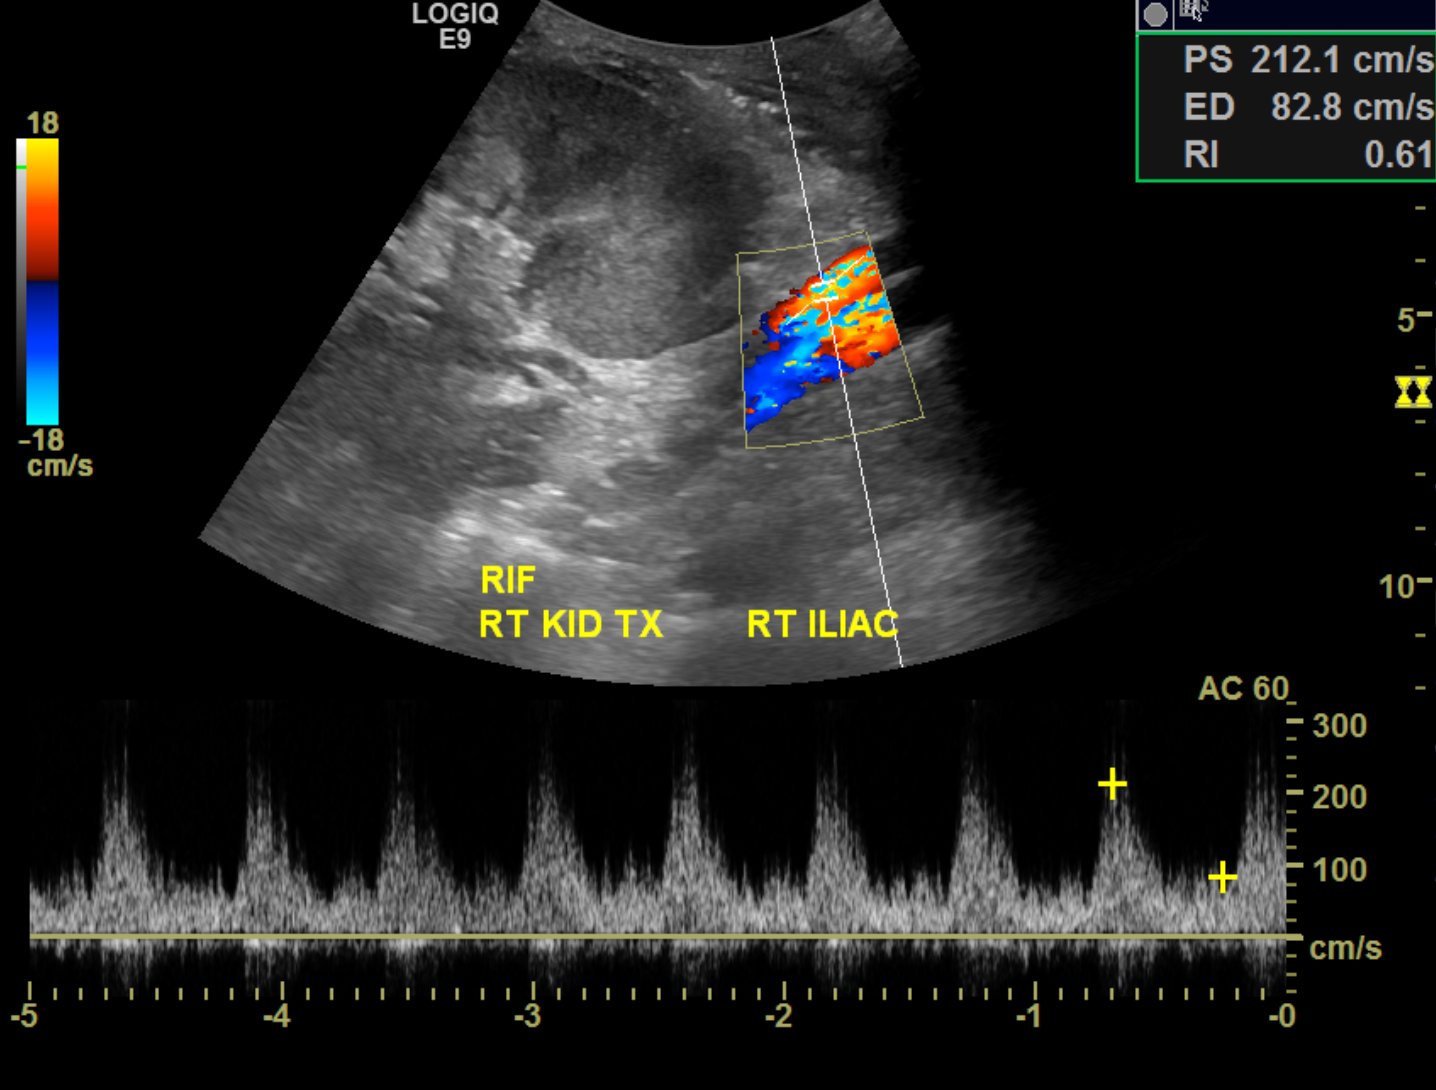 LOGIQ
E9
PS 212.1 cm/s
ED 82.8 cm/s
RI 0.61
18
-18
cm/s
5
10
RIF
RT KID TX RT ILIAC
AC 60
300
200
100
cm/s
-5 -4 -3 -2 -1 -0